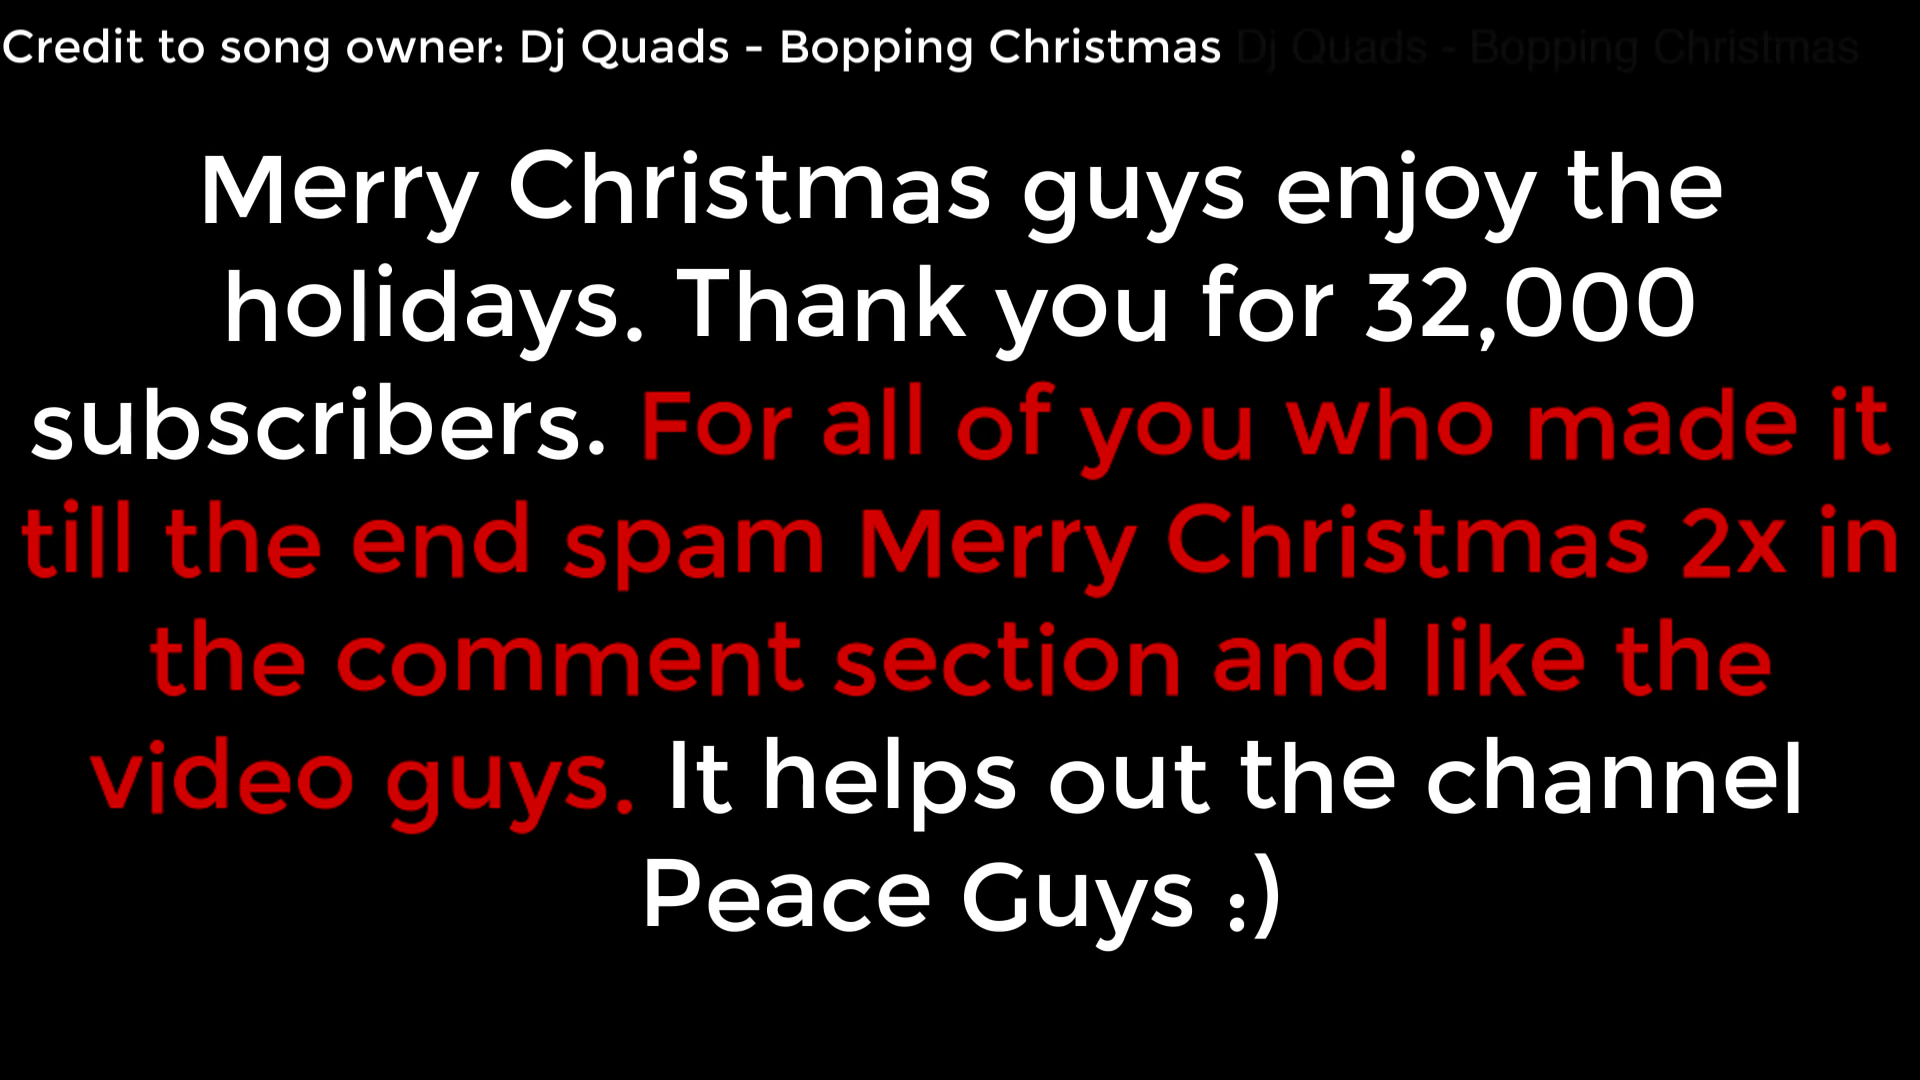 Credit to song owner: Dj Quads - Bopping Christmas Dj Quads - Bopping Christmas
Merry Christmas guys enjoy the
holidays. Thank you for 32,000
subscribers. For all of you who made it
till the end spam Merry Christmas 2x in
the comment section and like the
video guys. It helps out the channel
Peace Guys :)